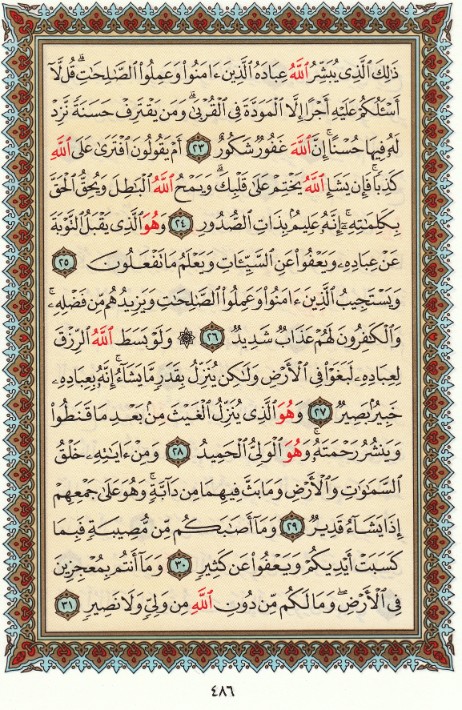 ذَٰلِكَ ٱلَّذِى يُبَشِّرُ ٱللَّهُ عِبَادَهُ ٱلَّذِينَ ءَامَنُوا۟ وَعَمِلُوا۟ ٱلصَّٰلِحَٰتِ ۗ قُل لَّآ
أَسْـَٔلُكُمْ عَلَيْهِ أَجْرًا إِلَّا ٱلْمَوَدَّةَ فِى ٱلْقُرْبَىٰ ۗ وَمَن يَقْتَرِفْ حَسَنَةً نَّزِدْ
لَهُۥ فِيهَا حُسْنًا ۚ إِنَّ ٱللَّهَ غَفُورٌ شَكُورٌ ٢٣ أَمْ يَقُولُونَ ٱفْتَرَىٰ عَلَى ٱللَّهِ
كَذِبًا ۖ فَإِن يَشَإِ ٱللَّهُ يَخْتِمْ عَلَىٰ قَلْبِكَ ۗ وَيَمْحُ ٱللَّهُ ٱلْبَٰطِلَ وَيُحِقُّ ٱلْحَقَّ
بِكَلِمَٰتِهِۦٓ ۚ إِنَّهُۥ عَلِيمٌۢ بِذَاتِ ٱلصُّدُورِ ٢٤ وَهُوَ ٱلَّذِى يَقْبَلُ ٱلتَّوْبَةَ
عَنْ عِبَادِهِۦ وَيَعْفُوا۟ عَنِ ٱلسَّيِّـَٔاتِ وَيَعْلَمُ مَا تَفْعَلُونَ ٢٥
وَيَسْتَجِيبُ ٱلَّذِينَ ءَامَنُوا۟ وَعَمِلُوا۟ ٱلصَّٰلِحَٰتِ وَيَزِيدُهُم مِّن فَضْلِهِۦ ۚ
وَٱلْكَٰفِرُونَ لَهُمْ عَذَابٌ شَدِيدٌ ٢٦ ۞ وَلَوْ بَسَطَ ٱللَّهُ ٱلرِّزْقَ
لِعِبَادِهِۦ لَبَغَوْا۟ فِى ٱلْأَرْضِ وَلَٰكِن يُنَزِّلُ بِقَدَرٍ مَّا يَشَآءُ ۚ إِنَّهُۥ بِعِبَادِهِۦ
خَبِيرٌۢ بَصِيرٌ ٢٧ وَهُوَ ٱلَّذِى يُنَزِّلُ ٱلْغَيْثَ مِنۢ بَعْدِ مَا قَنَطُوا۟
وَيَنشُرُ رَحْمَتَهُۥ ۚ وَهُوَ ٱلْوَلِىُّ ٱلْحَمِيدُ ٢٨ وَمِنْ ءَايَٰتِهِۦ خَلْقُ
ٱلسَّمَٰوَٰتِ وَٱلْأَرْضِ وَمَا بَثَّ فِيهِمَا مِن دَآبَّةٍ ۚ وَهُوَ عَلَىٰ جَمْعِهِمْ
إِذَا يَشَآءُ قَدِيرٌ ٢٩ وَمَآ أَصَٰبَكُم مِّن مُّصِيبَةٍ فَبِمَا
كَسَبَتْ أَيْدِيكُمْ وَيَعْفُوا۟ عَن كَثِيرٍ ٣٠ وَمَآ أَنتُم بِمُعْجِزِينَ
فِى ٱلْأَرْضِ ۖ وَمَا لَكُم مِّن دُونِ ٱللَّهِ مِن وَلِىٍّ وَلَا نَصِيرٍ ٣١
٤٨٦